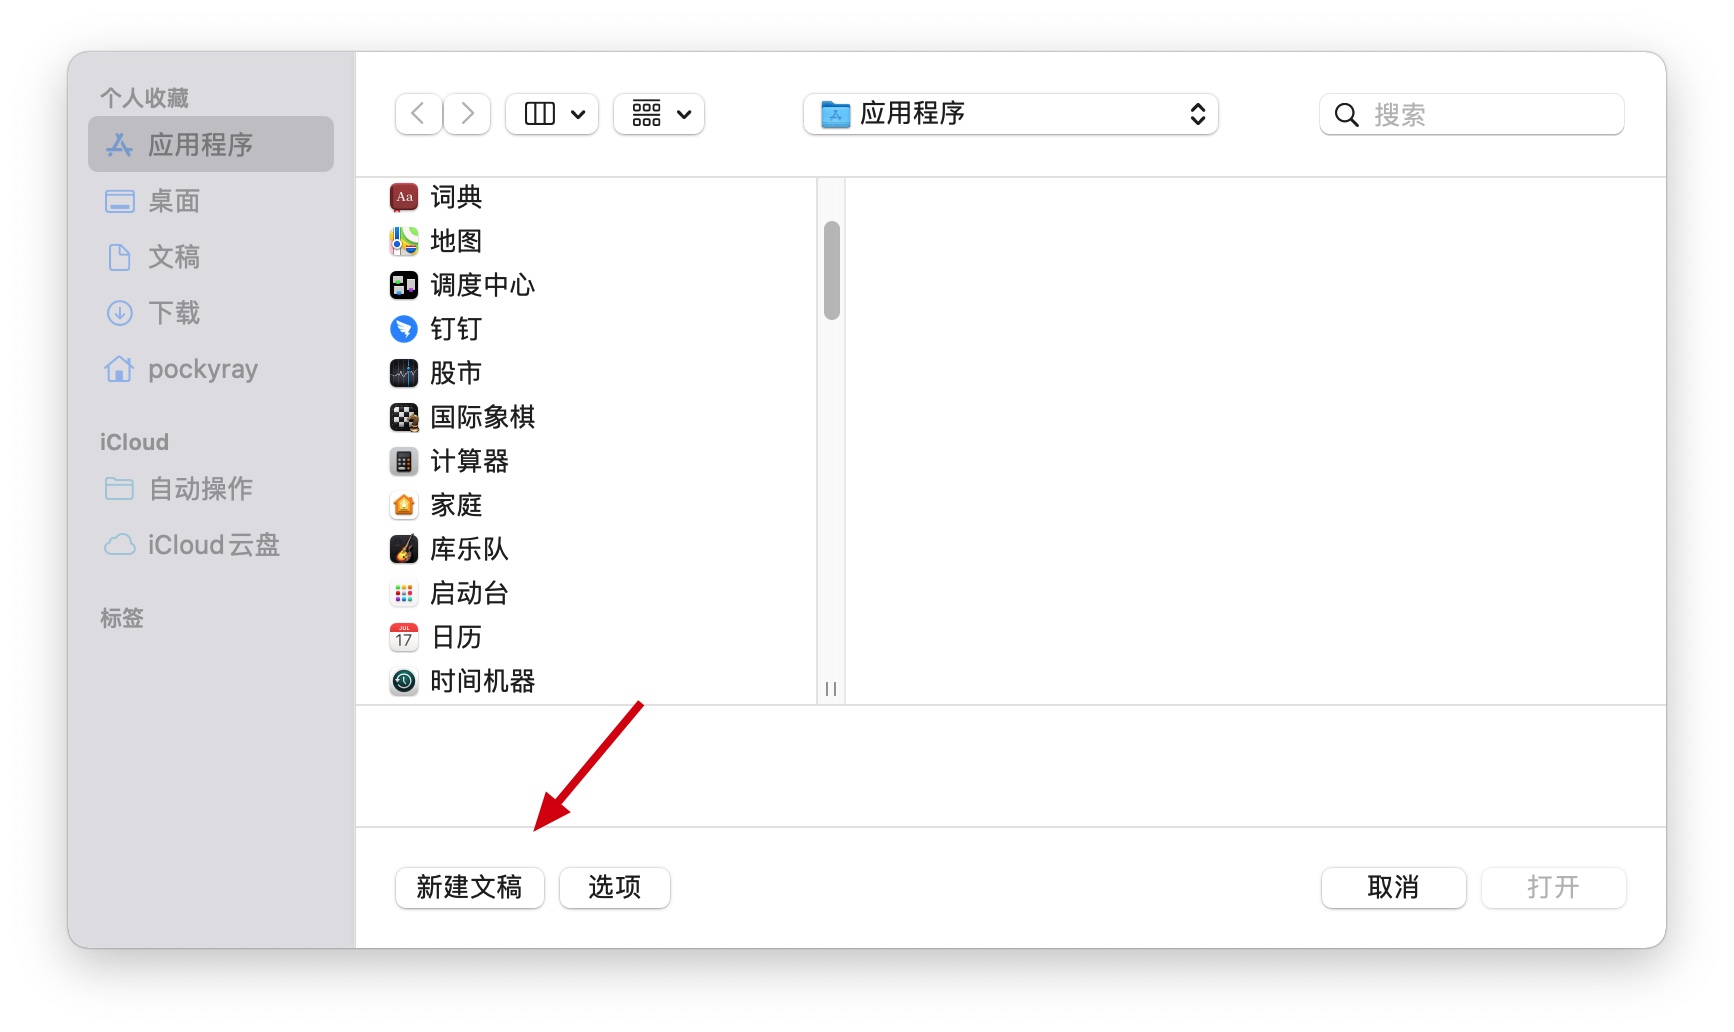 个人收藏
应用程序
桌面
文稿
下载
pockyray
iCloud
自动操作
iCloud云盘
标签
应用程序
搜索
Aa 词典
地图
调度中心
钉钉
股市
国际象棋
计算器
家庭
库乐队
启动台
JUL 17 日历
时间机器
新建文稿 选项 取消 打开